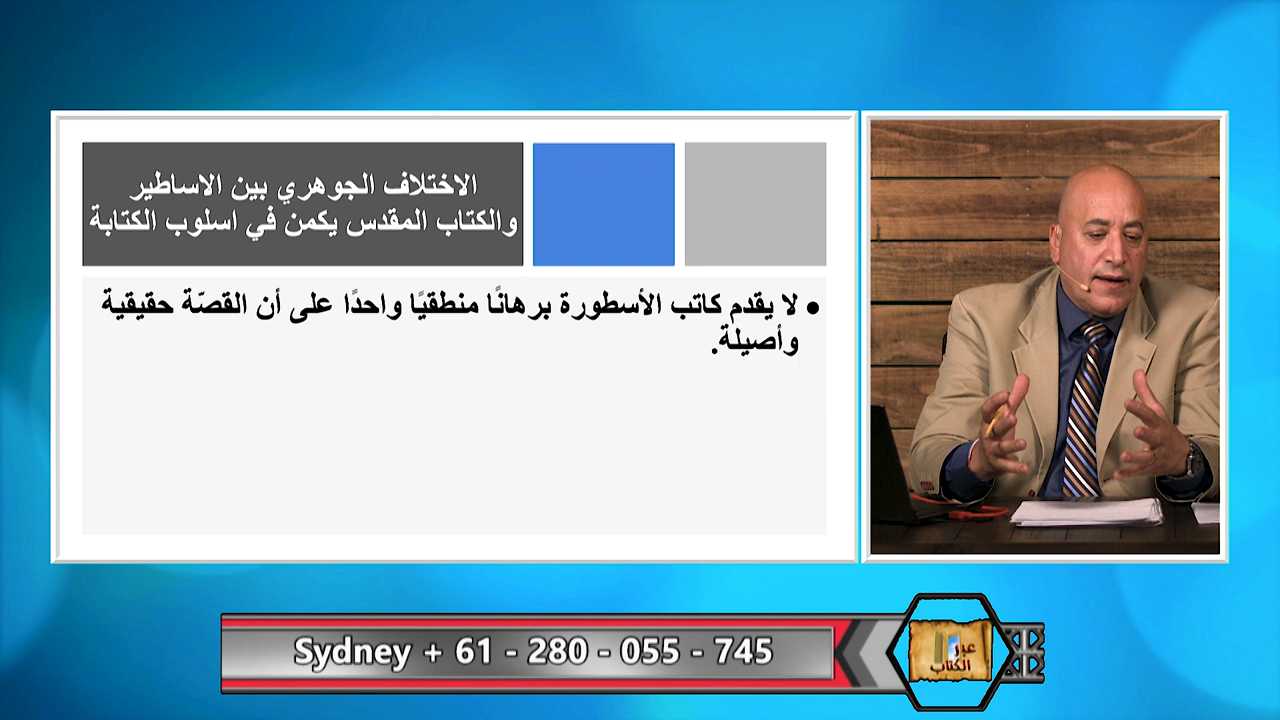 الاختلاف الجوهري بين الاساطير
والكتاب المقدس يكمن في اسلوب الكتابة
• لا يقدم كاتب الأسطورة برهانًا منطقيًا واحدًا على أن القصّة حقيقية
وأصيلة.
Sydney + 61 - 280 - 055 - 745
عبر
الكتاب